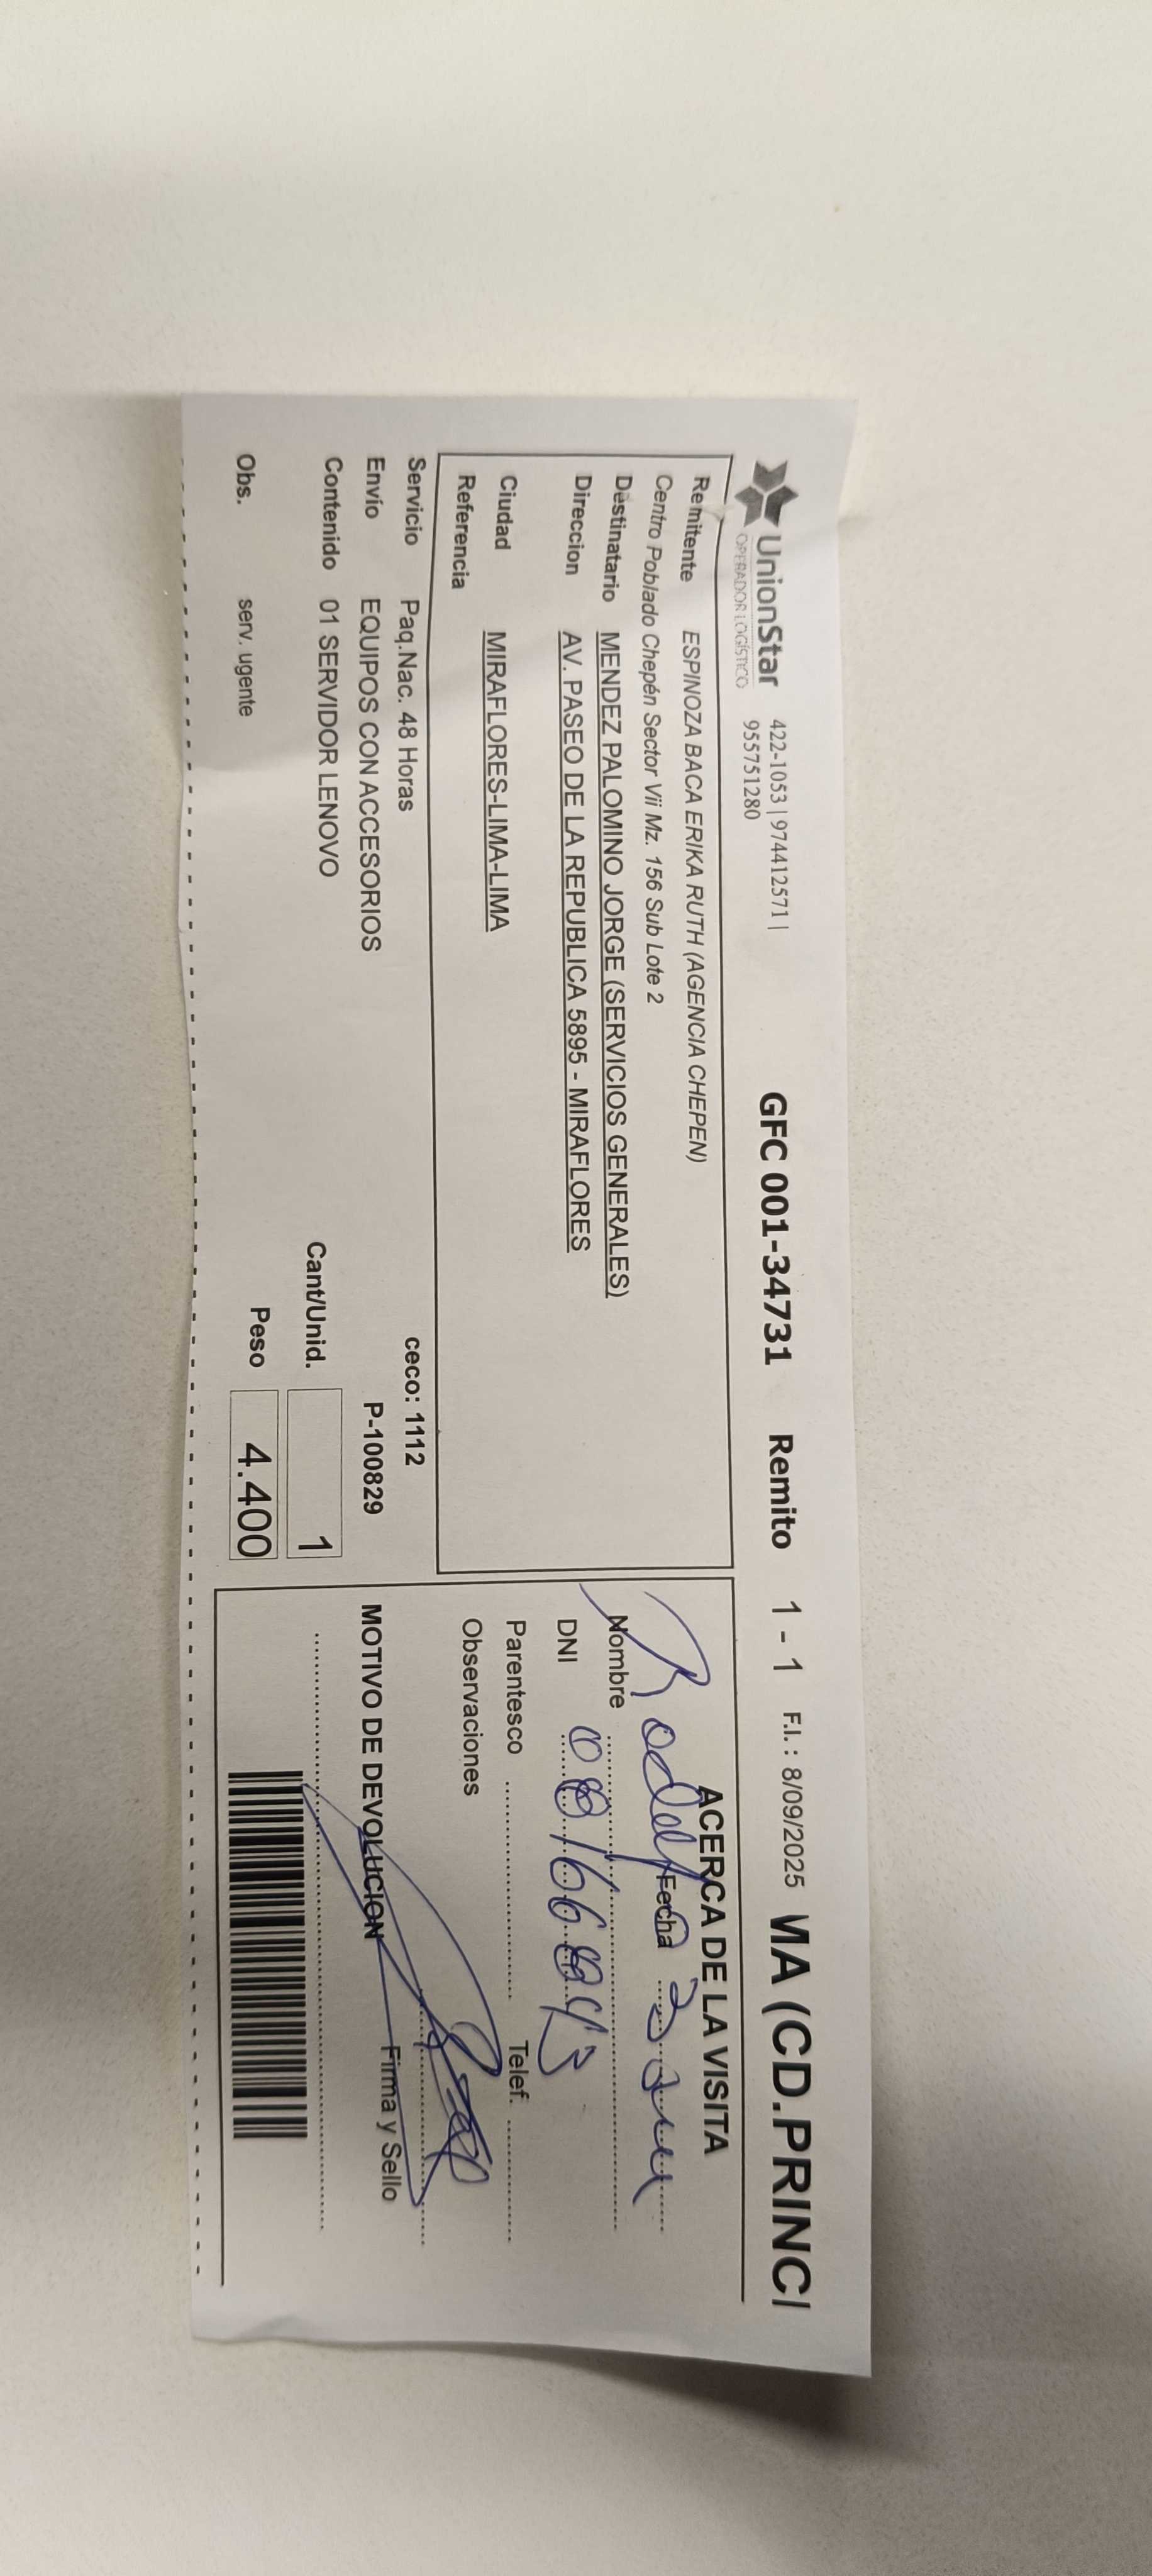 UnionStar
OPERADOR LOGÍSTICO
422-1053 | 974412571 |
955751280
GFC 001-34731 Remito 1 - 1 F.I. : 8/09/2025 MA (CD.PRINCI
Remitente ESPINOZA BACA ERIKA RUTH (AGENCIA CHEPEN)
Centro Poblado Chepén Sector Vii Mz. 156 Sub Lote 2
Destinatario MENDEZ PALOMINO JORGE (SERVICIOS GENERALES)
Direccion AV. PASEO DE LA REPUBLICA 5895 - MIRAFLORES
Ciudad MIRAFLORES-LIMA-LIMA
Referencia
Servicio Paq.Nac. 48 Horas ceco: 1112
Envío EQUIPOS CON ACCESORIOS P-100829
Contenido 01 SERVIDOR LENOVO Cant/Unid. 1
Obs. serv. ugente Peso 4.400
ACERCA DE LA VISITA
Fecha
Nombre
DNI
Parentesco Telef.
Observaciones
Firma y Sello
MOTIVO DE DEVOLUCION